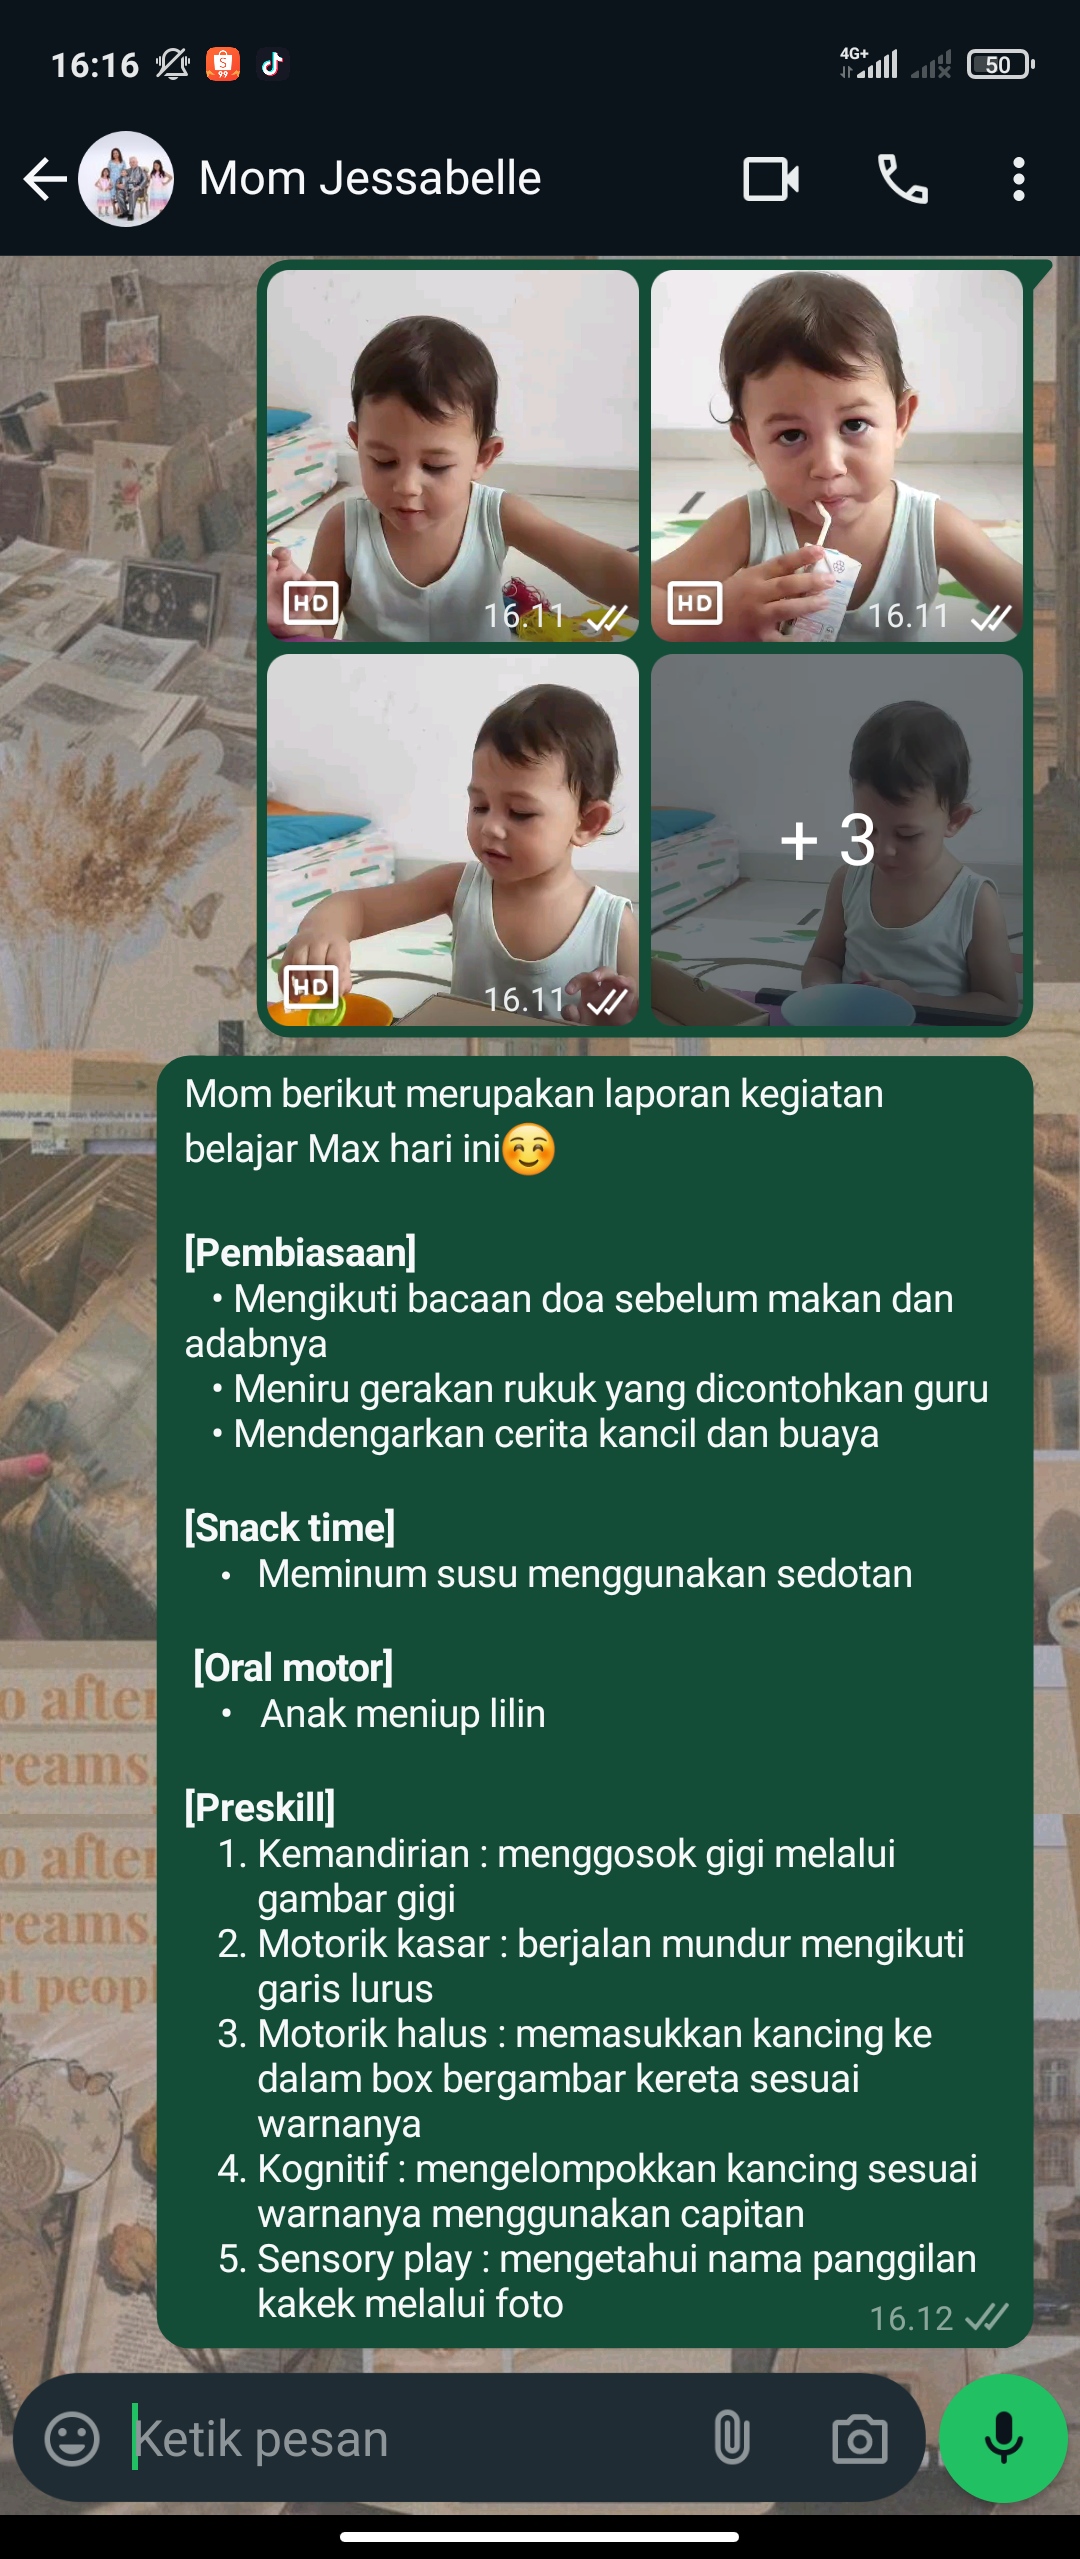 16:16
4G+
50
Mom Jessabelle
HD
16.11
HD
16.11
HD
16.11
+ 3
Mom berikut merupakan laporan kegiatan
belajar Max hari ini😊
[Pembiasaan]
• Mengikuti bacaan doa sebelum makan dan
adabnya
• Meniru gerakan rukuk yang dicontohkan guru
• Mendengarkan cerita kancil dan buaya
[Snack time]
• Meminum susu menggunakan sedotan
[Oral motor]
• Anak meniup lilin
[Preskill]
1. Kemandirian : menggosok gigi melalui
gambar gigi
2. Motorik kasar : berjalan mundur mengikuti
garis lurus
3. Motorik halus : memasukkan kancing ke
dalam box bergambar kereta sesuai
warnanya
4. Kognitif : mengelompokkan kancing sesuai
warnanya menggunakan capitan
5. Sensory play : mengetahui nama panggilan
kakek melalui foto
16.12
o after
reams.
o after
reams
t peopl
Ketik pesan